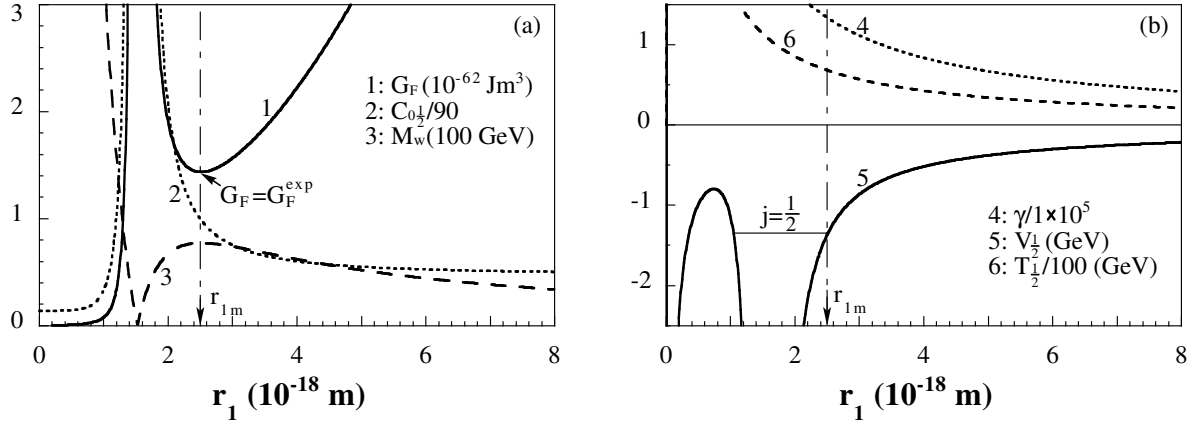 (a)
3
2
1
0
1
2
3
1: G_F (10^-62 Jm^3)
2: C_0½/90
3: M_w (100 GeV)
G_F=G_F^exp
r_1m
0 2 4 6 8
r_1 (10^-18 m)
(b)
1
0
-1
-2
4
6
5
j=½
4: γ/1×10^5
5: V_½ (GeV)
6: T_½/100 (GeV)
r_1m
0 2 4 6 8
r_1 (10^-18 m)